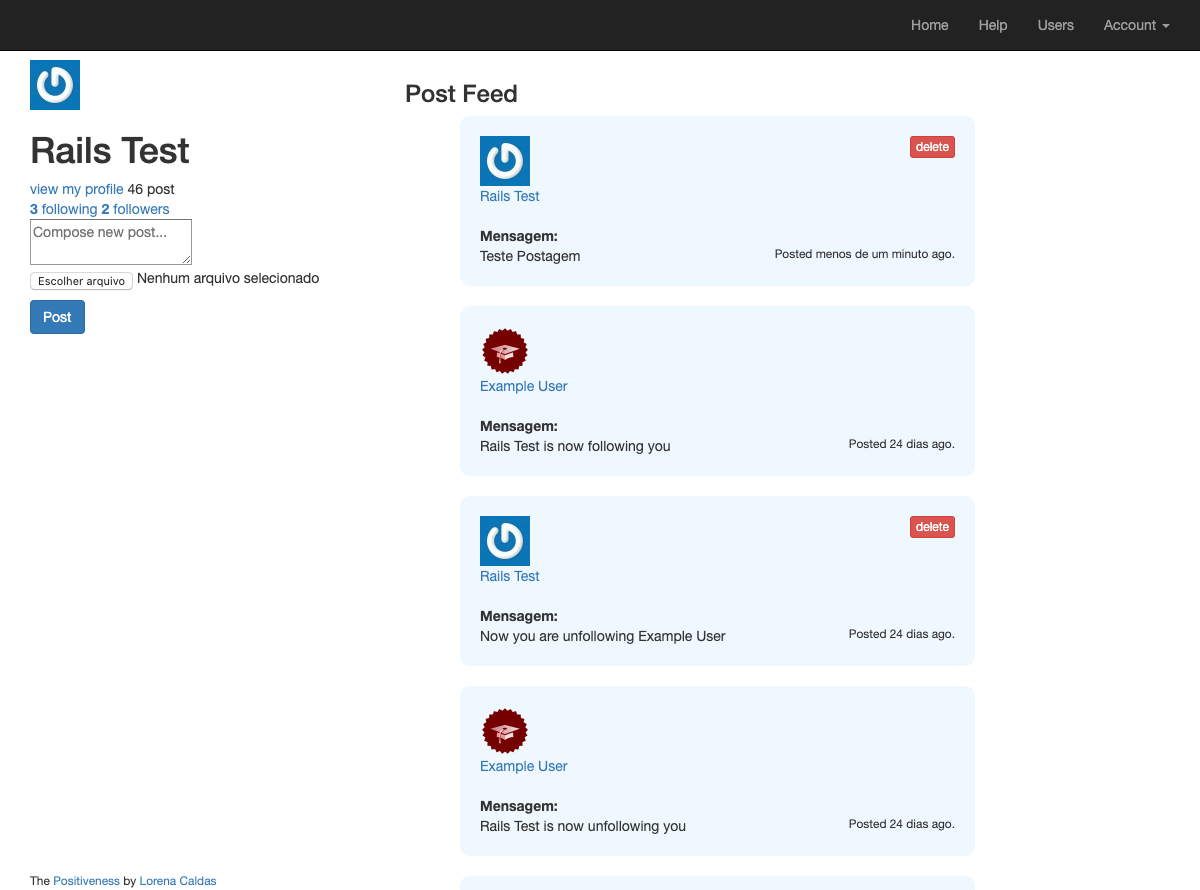 Home Help Users Account
Rails Test
view my profile 46 post
3 following 2 followers
Compose new post...
Escolher arquivo Nenhum arquivo selecionado
Post
Post Feed
delete
Rails Test
Mensagem:
Teste Postagem
Posted menos de um minuto ago.
Example User
Mensagem:
Rails Test is now following you
Posted 24 dias ago.
delete
Rails Test
Mensagem:
Now you are unfollowing Example User
Posted 24 dias ago.
Example User
Mensagem:
Rails Test is now unfollowing you
Posted 24 dias ago.
The Positiveness by Lorena Caldas